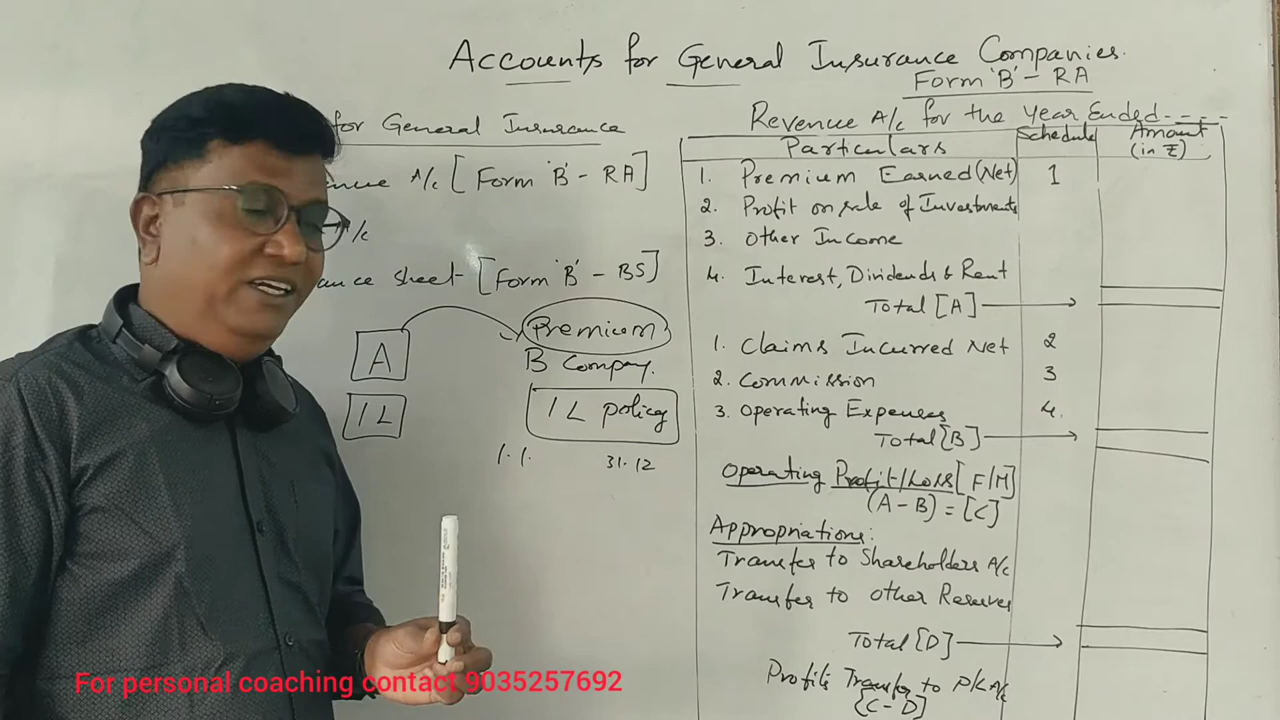 Accounts for General Insurance Companies.
Form 'B' - RA
for General Insurance
nue A/c [Form 'B' - RA]
A/c
ance sheet - [Form 'B' - BS]
A
Premium
B Company.
1L
1 L policy
1.1.
31.12
Revenue A/c for the Year Ended - - - -
Particulars Schedule Amount (in ₹)
1. Premium Earned (Net) 1
2. Profit on sale of Investments
3. Other Income
4. Interest, Dividends & Rent
Total [A]
1. Claims Incurred Net 2
2. Commission 3
3. Operating Expenses 4.
Total [B]
Operating Profit/Loss [F/M]
(A - B) = [C]
Appropriations:
Transfer to Shareholders A/c
Transfer to Other Reserves
Total [D]
Profits Transfer to P/L A/c
[C - D]
For personal coaching contact 9035257692